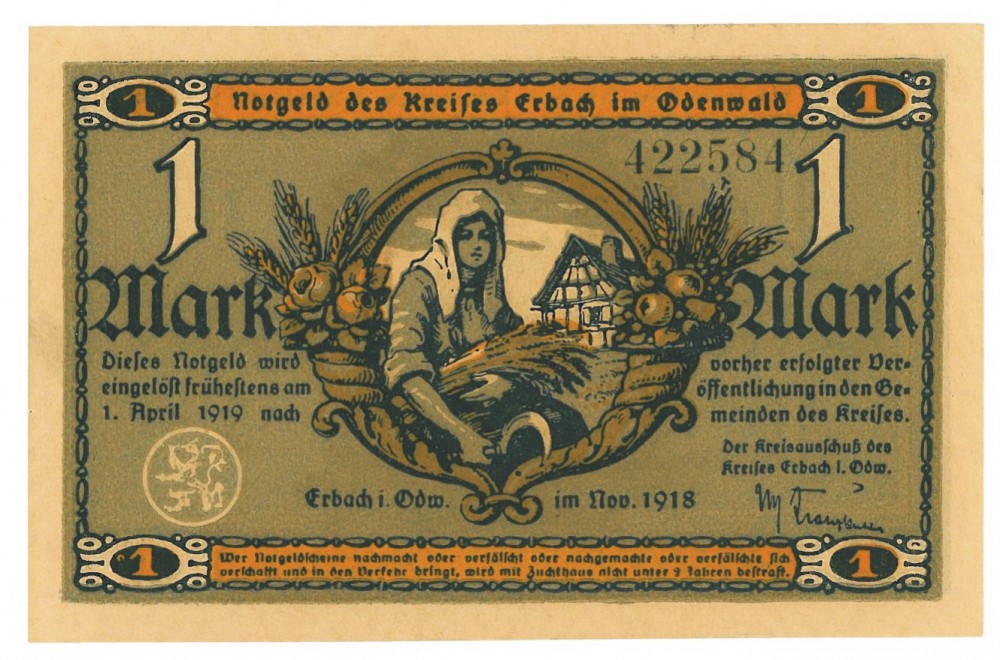 1 Notgeld des Kreises Erbach im Odenwald 1
422584
1 1
Mark Mark
Dieses Notgeld wird
eingelöst frühestens am
1. April 1919 nach
vorher erfolgter Ver-
öffentlichung in den Ge-
meinden des Kreises.
Der Kreisausschuß des
Kreises Erbach i. Odw.
Erbach i. Odw. im Nov. 1918
1 Wer Notgeldscheine nachmacht oder verfälscht oder nachgemachte oder verfälschte sich 1
verschafft und in den Verkehr bringt, wird mit Zuchthaus nicht unter 2 Jahren bestraft.